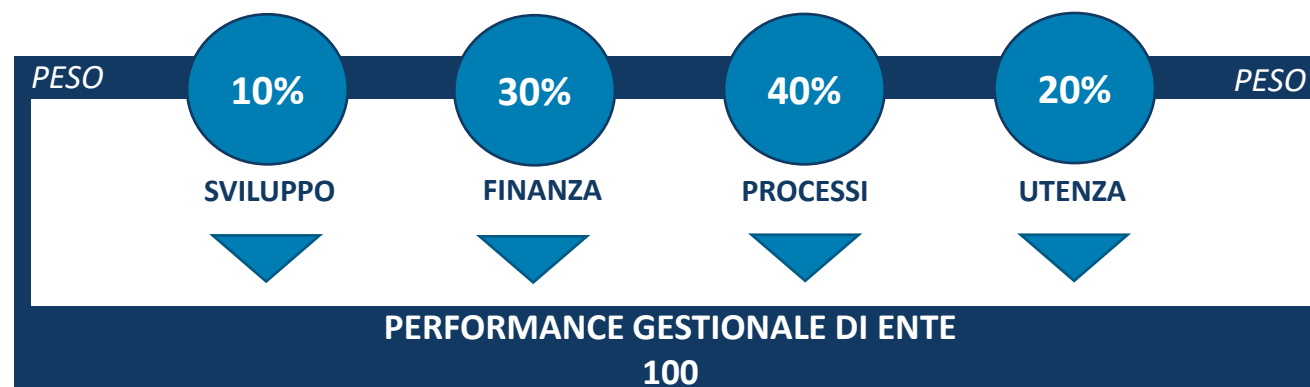 PESO
10%
30%
40%
20%
PESO
SVILUPPO
FINANZA
PROCESSI
UTENZA
PERFORMANCE GESTIONALE DI ENTE
100